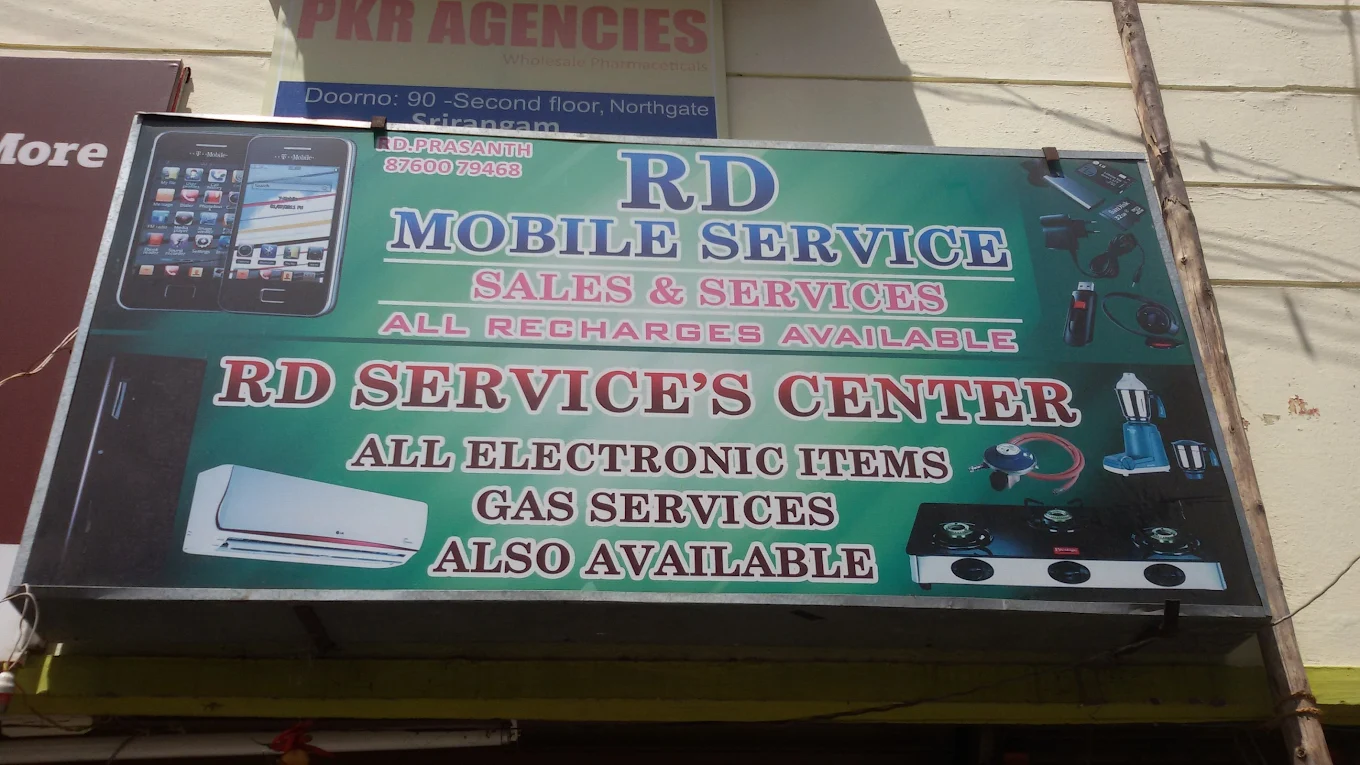 PKR AGENCIES
Wholesale Pharmaceuticals
Doorno: 90 -Second floor, Northgate
Srirangam
More
RD.PRASANTH
87600 79468
RD
MOBILE SERVICE
SALES & SERVICES
ALL RECHARGES AVAILABLE
RD SERVICE'S CENTER
ALL ELECTRONIC ITEMS
GAS SERVICES
ALSO AVAILABLE